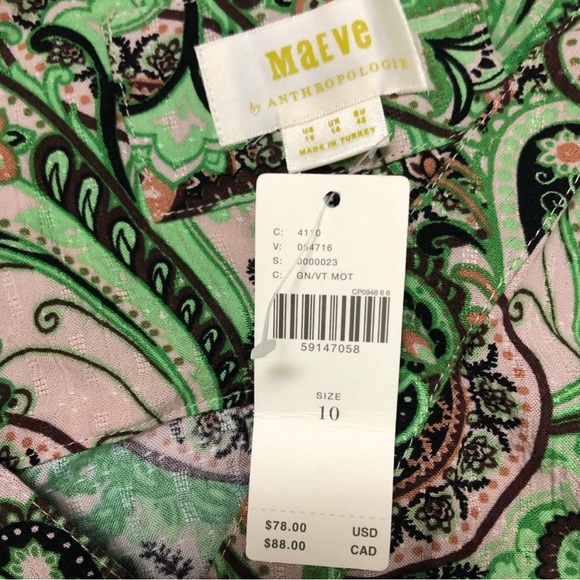 MAEVE
by ANTHROPOLOGIE
US UK EU
MADE IN TURKEY
C: 4110
V: 054716
S: 0000023
C: GN/VT MOT
CP0948 6 6
59147058
SIZE
10
$78.00 USD
$88.00 CAD